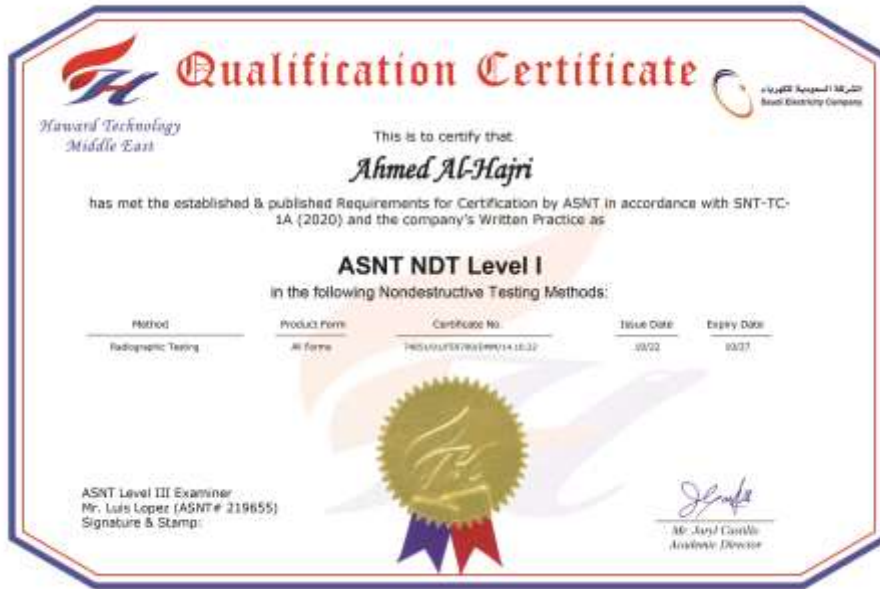 Qualification Certificate
Haward Technology
Middle East
الشركة السعودية للكهرباء
Saudi Electricity Company
This is to certify that
Ahmed Al-Hajri
has met the established & published Requirements for Certification by ASNT in accordance with SNT-TC-
1A (2020) and the company's Written Practice as
ASNT NDT Level I
in the following Nondestructive Testing Methods:
Method Product Form Certificate No. Issue Date Expiry Date
Radiographic Testing All Forms 10/22 10/27
ASNT Level III Examiner
Mr. Luis Lopez (ASNT# 219655)
Signature & Stamp:
Mr. Jaryl Castillo
Academic Director